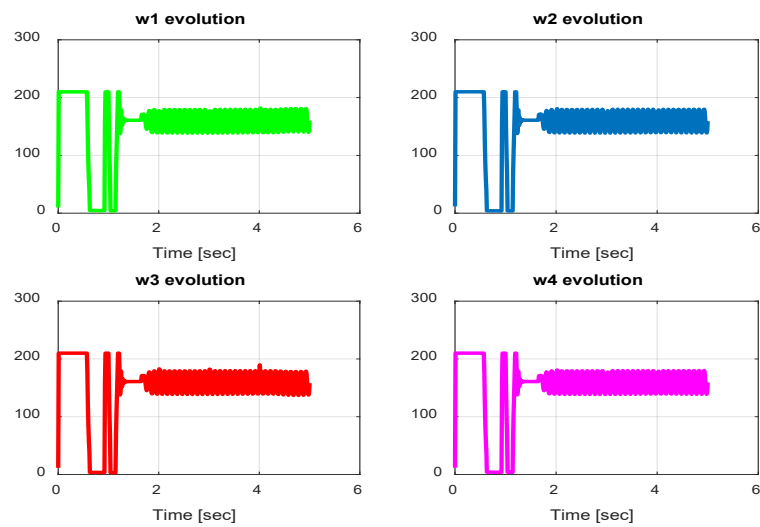 w1 evolution
300
200
100
0
0 2 4 6
Time [sec]
w2 evolution
300
200
100
0
0 2 4 6
Time [sec]
w3 evolution
300
200
100
0
0 2 4 6
Time [sec]
w4 evolution
300
200
100
0
0 2 4 6
Time [sec]